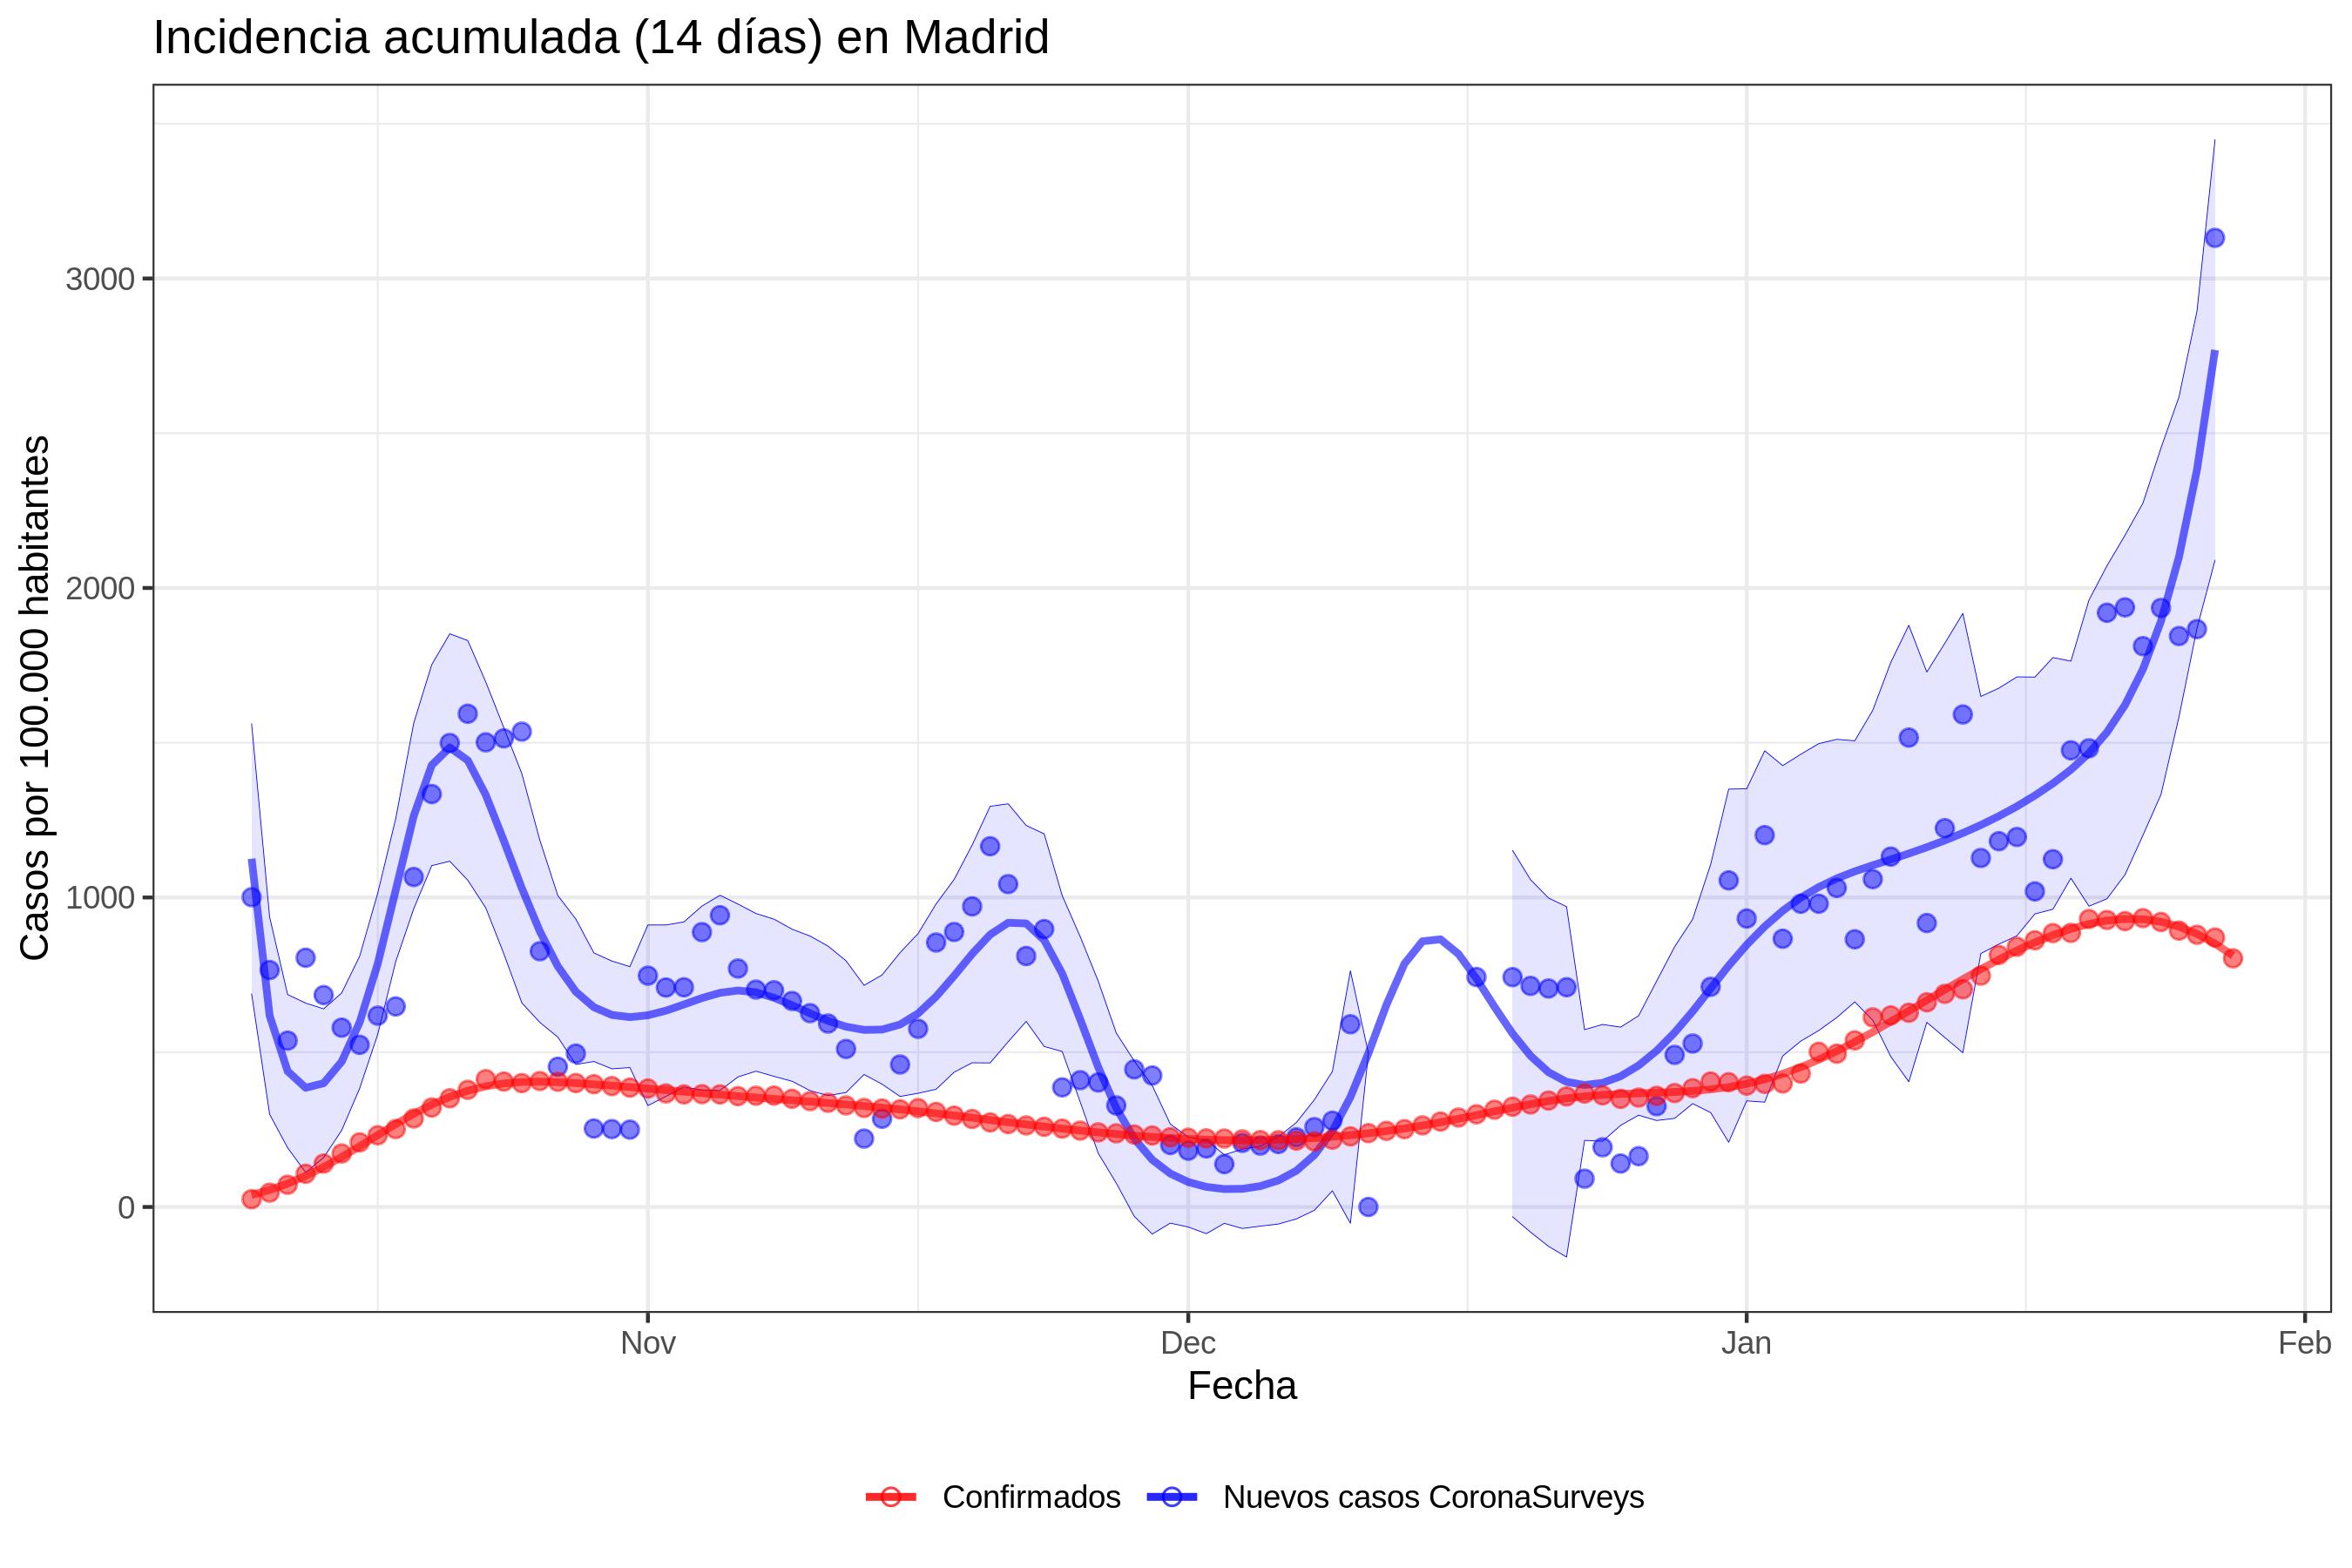 Incidencia acumulada (14 días) en Madrid
Casos por 100.000 habitantes
3000
2000
1000
0
Nov Dec Jan Feb
Fecha
Confirmados Nuevos casos CoronaSurveys